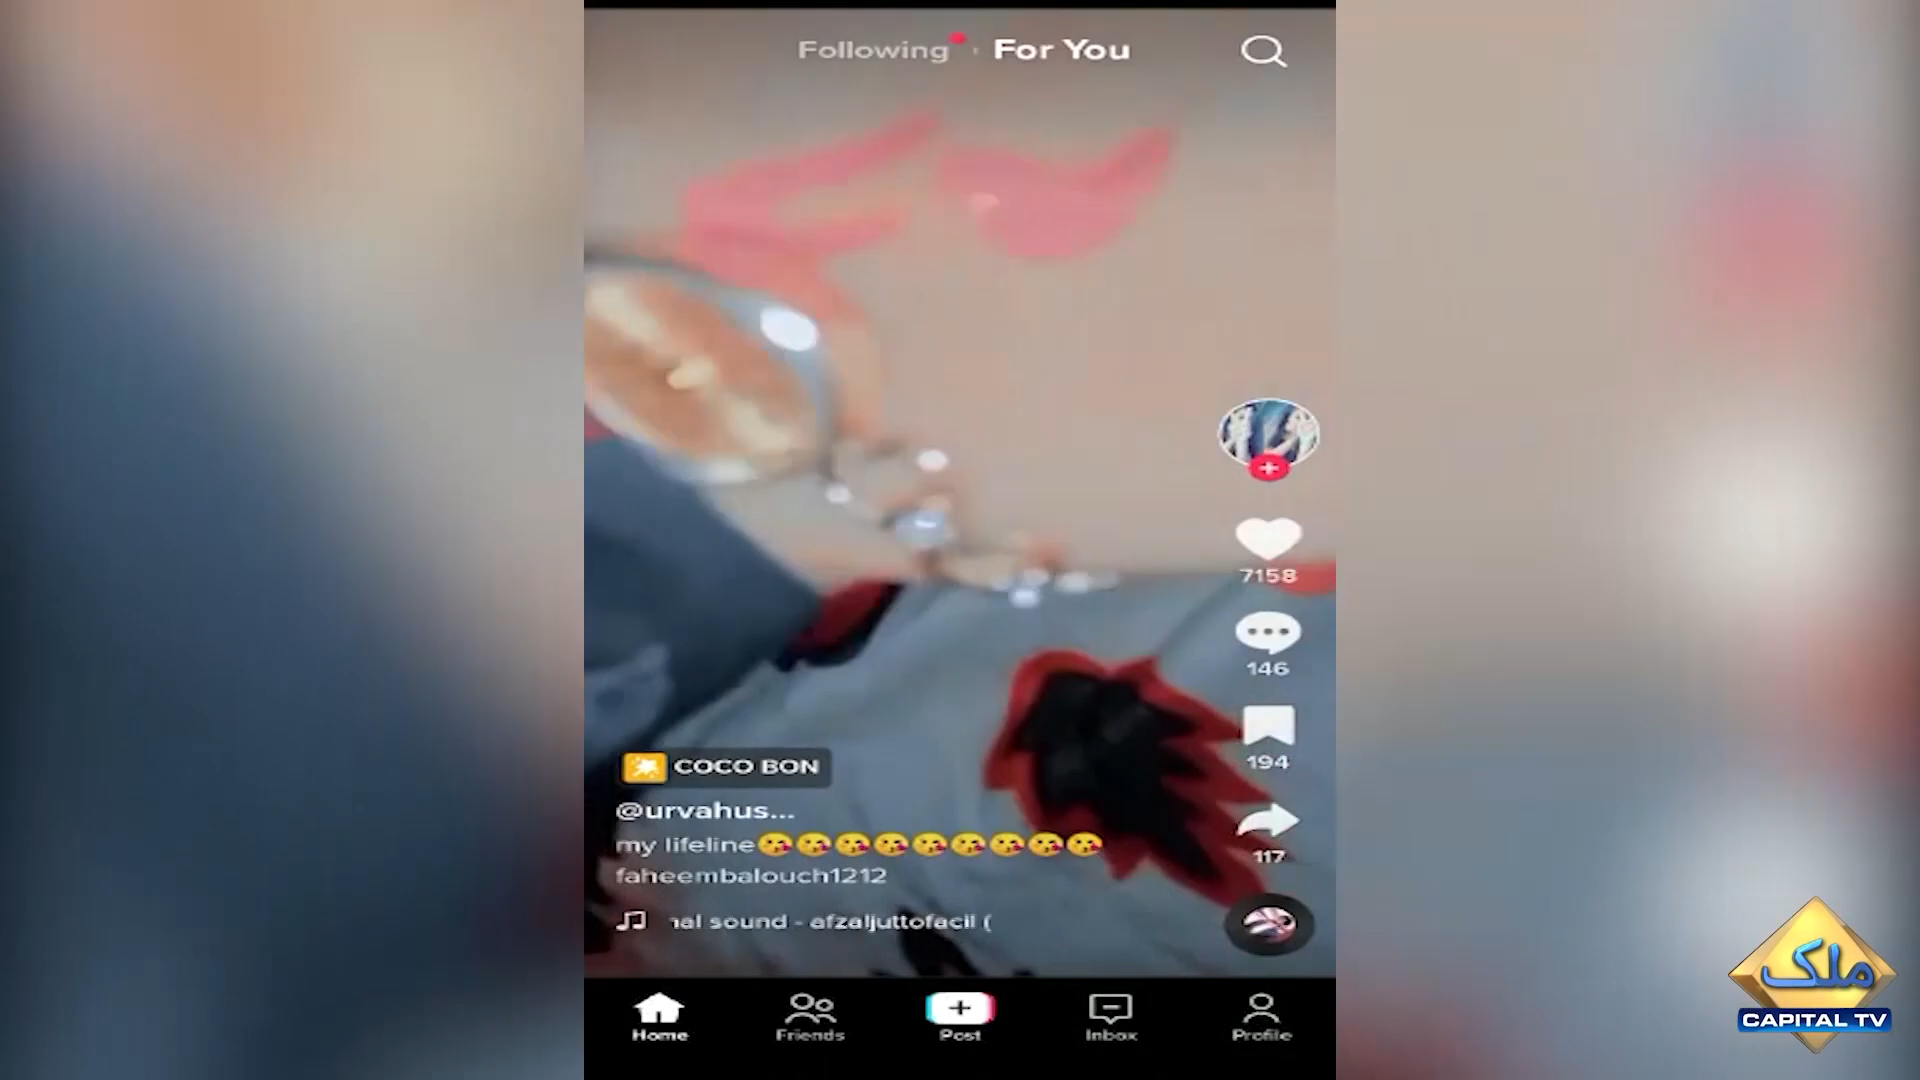 Following
For You
7158
146
194
117
COCO BON
@urvahus...
my lifeline😘😘😘😘😘😘😘😘😘
faheembalouch1212
nal sound - afzaljuttofacil (
Home
Friends
Post
Inbox
Profile
ملک
CAPITAL TV